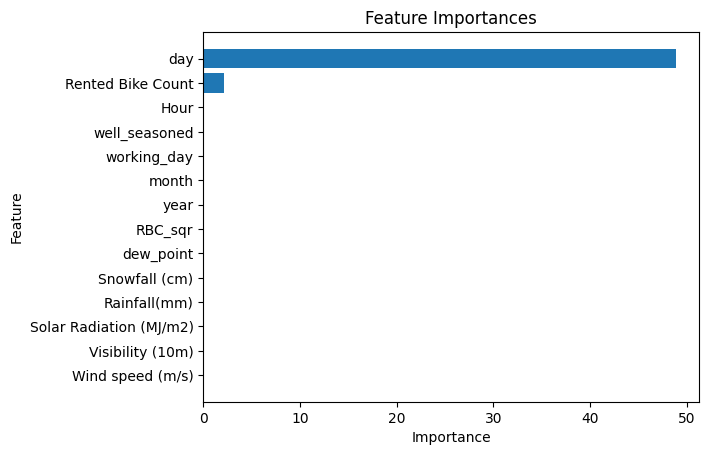 Feature Importances
Feature
day
Rented Bike Count
Hour
well_seasoned
working_day
month
year
RBC_sqr
dew_point
Snowfall (cm)
Rainfall(mm)
Solar Radiation (MJ/m2)
Visibility (10m)
Wind speed (m/s)
0 10 20 30 40 50
Importance